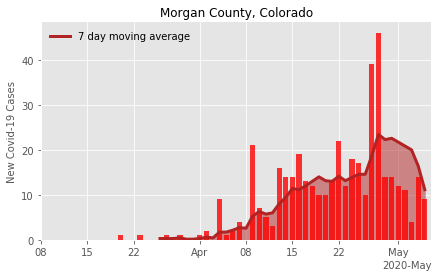 Morgan County, Colorado
7 day moving average
New Covid-19 Cases
40
30
20
10
0
08 15 22 Apr 08 15 22 May
2020-May